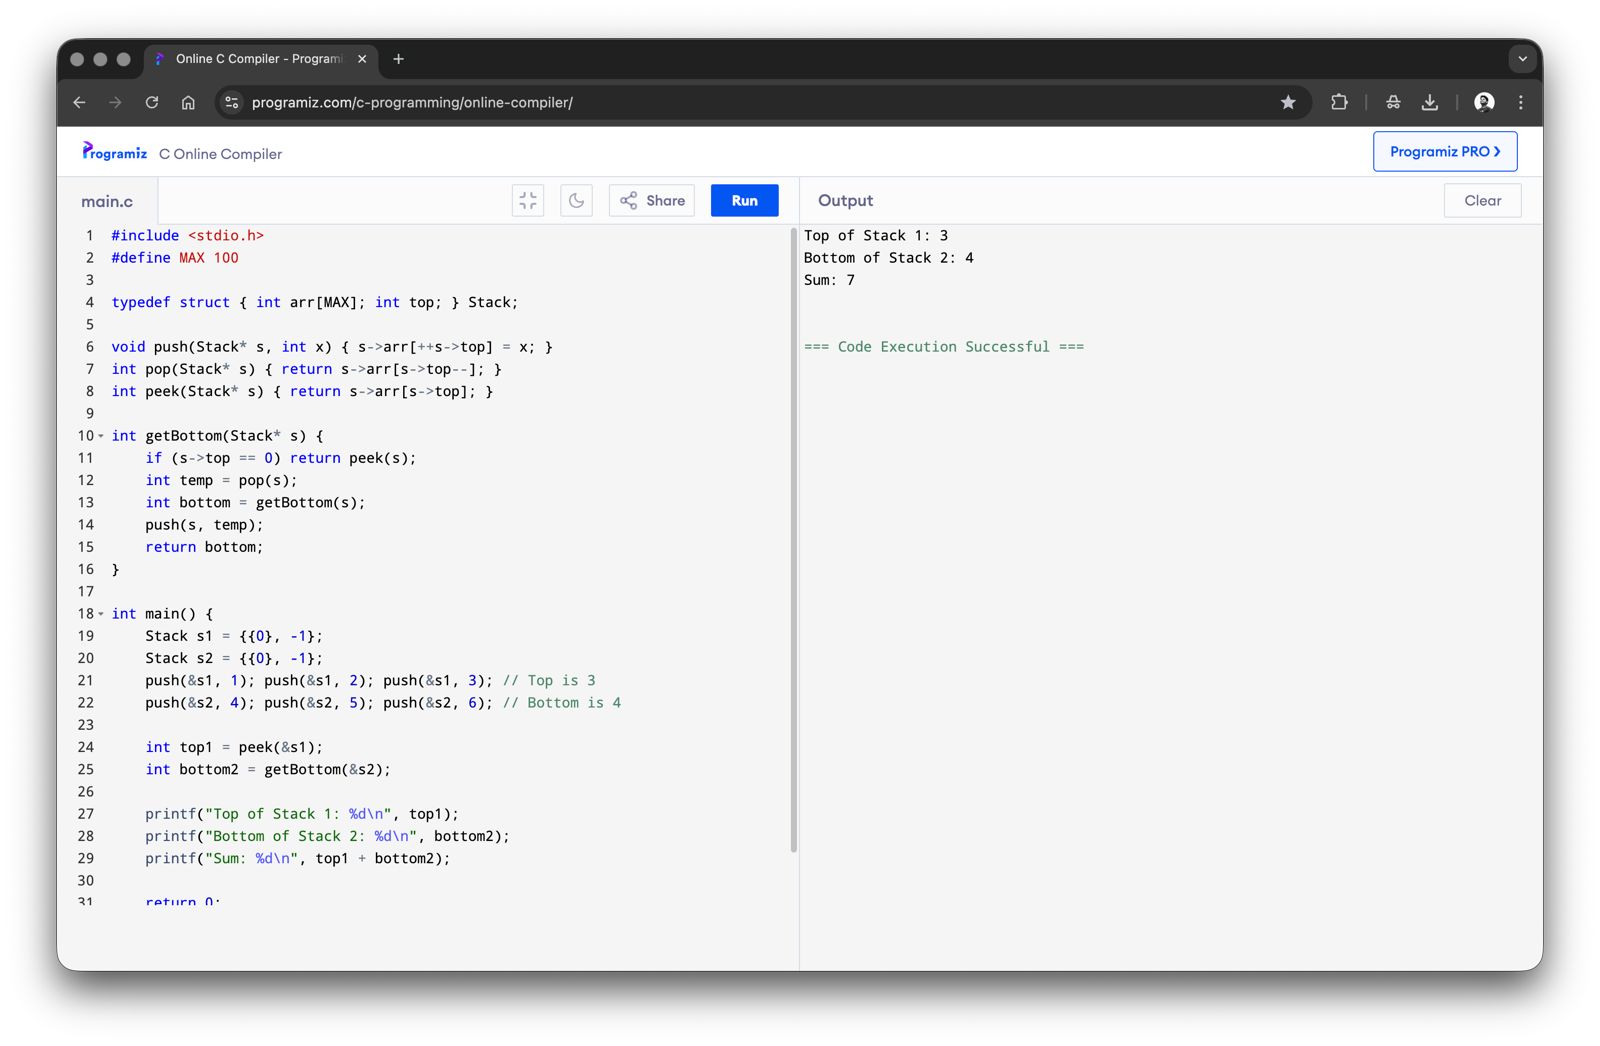 Online C Compiler - Programi
programiz.com/c-programming/online-compiler/
Programiz C Online Compiler
Programiz PRO
main.c
Share
Run
Output
Clear
1 #include <stdio.h>
2 #define MAX 100
3
4 typedef struct { int arr[MAX]; int top; } Stack;
5
6 void push(Stack* s, int x) { s->arr[++s->top] = x; }
7 int pop(Stack* s) { return s->arr[s->top--]; }
8 int peek(Stack* s) { return s->arr[s->top]; }
9
10 int getBottom(Stack* s) {
11     if (s->top == 0) return peek(s);
12     int temp = pop(s);
13     int bottom = getBottom(s);
14     push(s, temp);
15     return bottom;
16 }
17
18 int main() {
19     Stack s1 = {{0}, -1};
20     Stack s2 = {{0}, -1};
21     push(&s1, 1); push(&s1, 2); push(&s1, 3); // Top is 3
22     push(&s2, 4); push(&s2, 5); push(&s2, 6); // Bottom is 4
23
24     int top1 = peek(&s1);
25     int bottom2 = getBottom(&s2);
26
27     printf("Top of Stack 1: %d\n", top1);
28     printf("Bottom of Stack 2: %d\n", bottom2);
29     printf("Sum: %d\n", top1 + bottom2);
30
31     return 0;
Top of Stack 1: 3
Bottom of Stack 2: 4
Sum: 7
=== Code Execution Successful ===